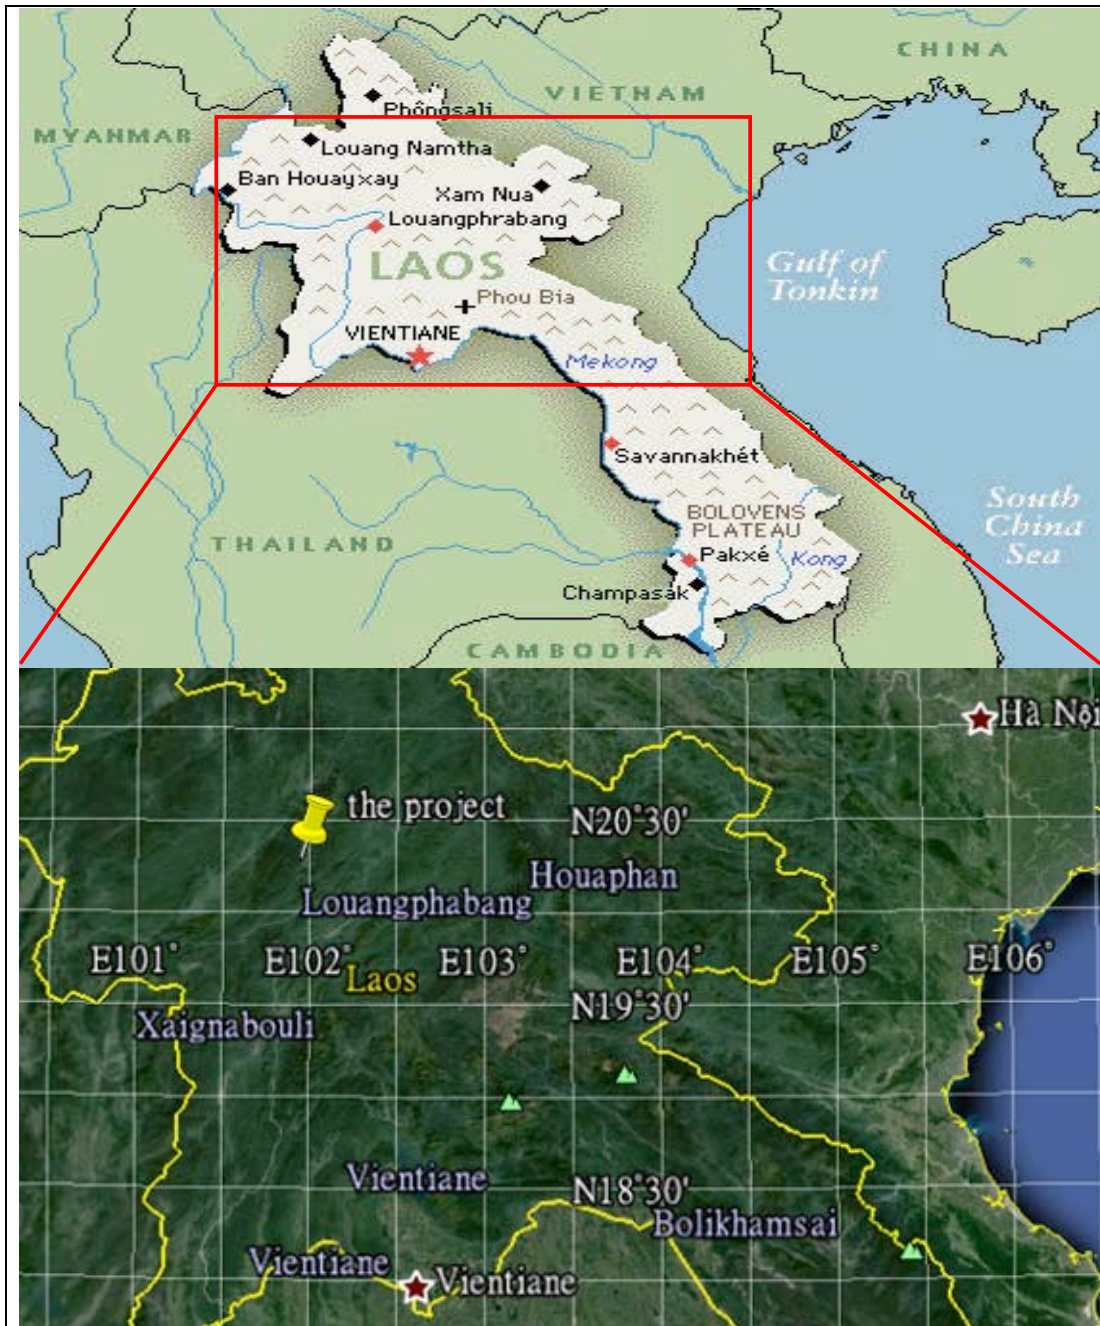 CHINA
VIETNAM
MYANMAR
Phôngsali
Louang Namtha
Ban Houayxay
Xam Nua
Louangphrabang
LAOS
Gulf of
Tonkin
Phou Bia
VIENTIANE
Mekong
Savannakhét
South
China
Sea
BOLOVENS
PLATEAU
THAILAND
Pakxé
Kong
Champasak
CAMBODIA
Hà Nội
the project
N20°30'
Houaphan
Louangphabang
E101° E102° E103° E104° E105° E106°
Laos
N19°30'
Xaignabouli
Vientiane
N18°30'
Bolikhamsai
Vientiane
Vientiane